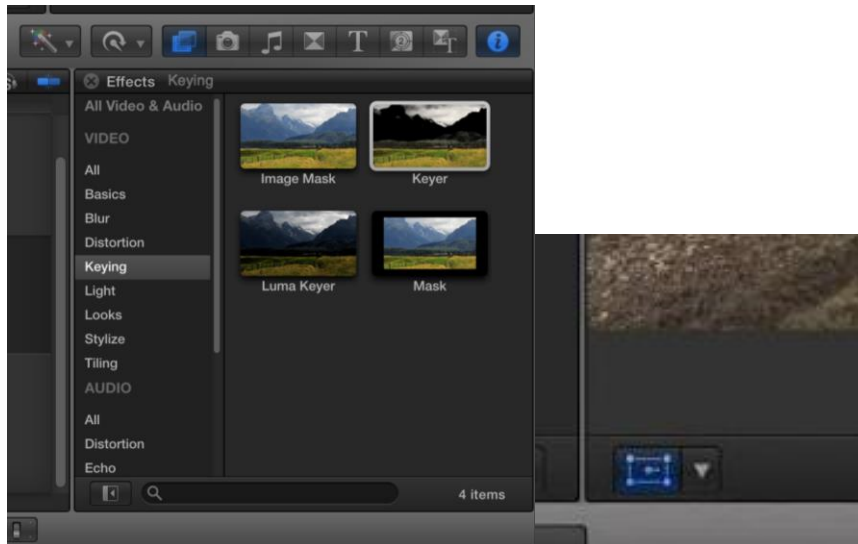 Effects Keying
All Video & Audio
VIDEO
All
Basics
Blur
Distortion
Keying
Light
Looks
Stylize
Tiling
AUDIO
All
Distortion
Echo
Image Mask
Keyer
Luma Keyer
Mask
4 items